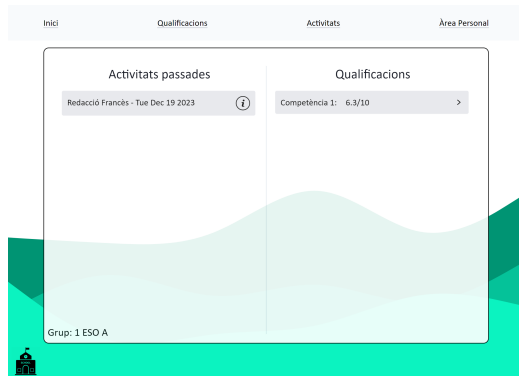 Inici Qualificacions Activitats Àrea Personal
Activitats passades
Redacció Francès - Tue Dec 19 2023
Qualificacions
Competència 1: 6.3/10
Grup: 1 ESO A